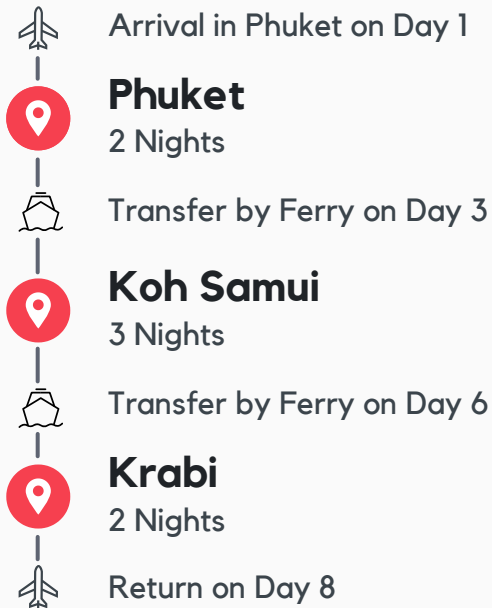 Arrival in Phuket on Day 1
Phuket
2 Nights
Transfer by Ferry on Day 3
Koh Samui
3 Nights
Transfer by Ferry on Day 6
Krabi
2 Nights
Return on Day 8